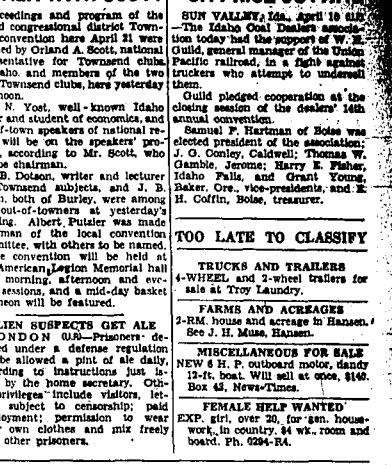 ceedings and program of the
d congressional district Town-
convention here April 21 were
ed by Orland A. Scott, national
sentative for Townsend clubs
aho, and members of the two
Townsend clubs, here yesterday
noon.
N. Yost, well-known Idaho
r and student of economics, and
f-town speakers of national re-
will be on the speakers' pro-
, according to Mr. Scott, who
be chairman.
B. Dotson, writer and lecturer
Townsend subjects, and J. B.
n, both of Burley, were among
out-of-towners at yesterday's
ing. Albert Putzier was made
man of the local convention
mittee, with others to be named.
e convention will be held at
American Legion Memorial hall
morning, afternoon and eve-
sessions, and a mid-day basket
heon will be featured.
LIEN SUSPECTS GET ALE
ONDON (U.R)—Prisoners de-
ed under a defense regulation
be allowed a pint of ale daily,
rding to instructions just is-
by the home secretary. Oth-
privileges include visitors, let-
subject to censorship; paid
loyment; permission to wear
own clothes and mix freely
other prisoners.
SUN VALLEY, Ida., April 10
—The Idaho Coal Dealers associa-
tion today had the support of W. H.
Guild, general manager of the Union
Pacific railroad, in a fight against
truckers who attempt to undersell
them.
Guild pledged cooperation at the
closing session of the dealers' 14th
annual convention.
Samuel F. Hartman of Boise was
elected president of the association;
J. G. Conley, Caldwell; Thomas W.
Gamble, Jerome; Harry E. Fisher,
Idaho Falls, and Grant Young,
Baker, Ore., vice-presidents, and E.
H. Coffin, Boise, treasurer.
TOO LATE TO CLASSIFY
TRUCKS AND TRAILERS
4-WHEEL and 2-wheel trailers for
sale at Troy Laundry.
FARMS AND ACREAGES
2-RM. house and acreage in Hansen.
See J. H. Muse, Hansen.
MISCELLANEOUS FOR SALE
NEW 6 H. P. outboard motor, dandy
12-ft. boat. Will sell at once, $140.
Box 43, News-Times.
FEMALE HELP WANTED
EXP. girl, over 20, for gen. house-
work, in country. $4 wk., room and
board. Ph. 0294-R4.